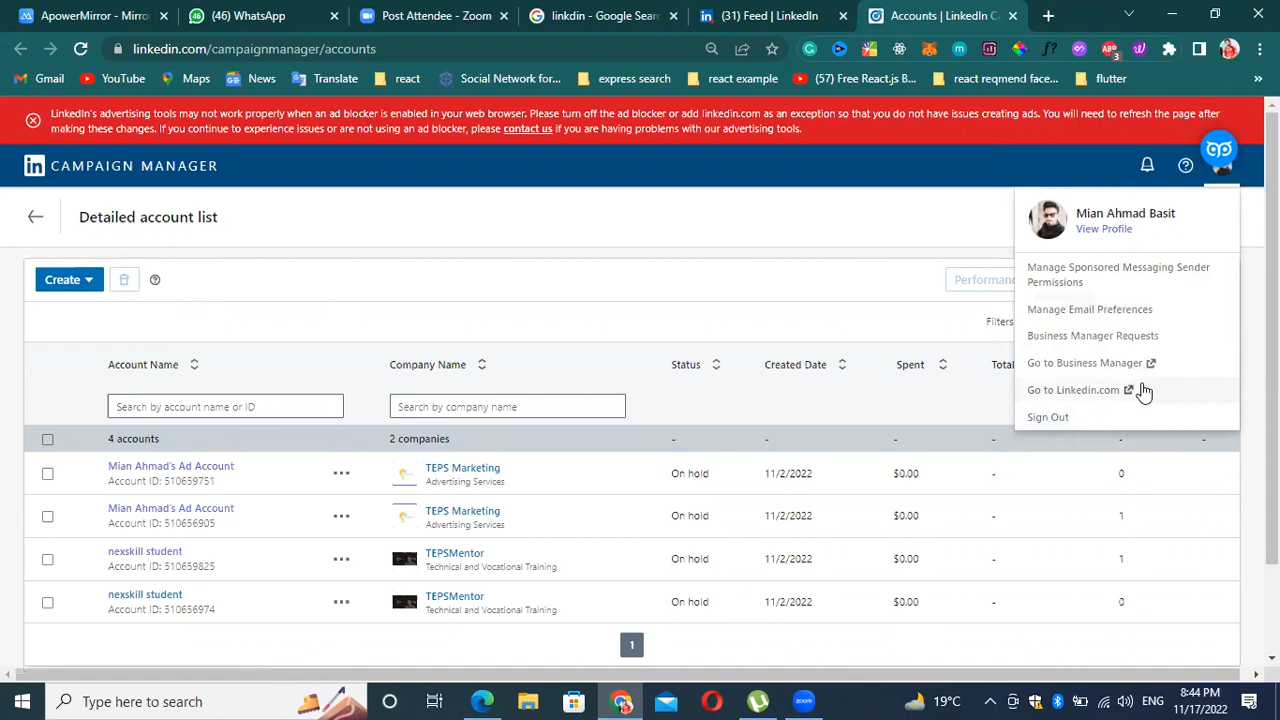 ApowerMirror - Mirror
(46) WhatsApp
Post Attendee - Zoom
linkdin - Google Sear
(31) Feed | LinkedIn
Accounts | LinkedIn C
linkedin.com/campaignmanager/accounts
3
Gmail
YouTube
Maps
News
Translate
react
Social Network for...
express search
react example
(57) Free React.js B...
react reqmend face...
flutter
»
LinkedIn's advertising tools may not work properly when an ad blocker is enabled in your web browser. Please turn off the ad blocker or add linkedin.com as an exception so that you do not have issues creating ads. You will need to refresh the page after
making these changes. If you continue to experience issues or are not using an ad blocker, please contact us if you are having problems with our advertising tools.
in CAMPAIGN MANAGER
Detailed account list
Mian Ahmad Basit
View Profile
Manage Sponsored Messaging Sender
Permissions
Manage Email Preferences
Business Manager Requests
Go to Business Manager
Go to Linkedin.com
Sign Out
Create
Performanc
Filters
Account Name
Company Name
Status
Created Date
Spent
Total
Search by account name or ID
Search by company name
4 accounts
2 companies
-
-
-
-
-
-
Mian Ahmad's Ad Account
Account ID: 510659751
TEPS Marketing
Advertising Services
On hold
11/2/2022
$0.00
-
0
Mian Ahmad's Ad Account
Account ID: 510656905
TEPS Marketing
Advertising Services
On hold
11/2/2022
$0.00
-
1
nexskill student
Account ID: 510659825
TEPSMentor
Technical and Vocational Training
On hold
11/2/2022
$0.00
-
1
nexskill student
Account ID: 510656974
TEPSMentor
Technical and Vocational Training
On hold
11/2/2022
$0.00
-
0
1
Type here to search
19°C
ENG
8:44 PM
11/17/2022